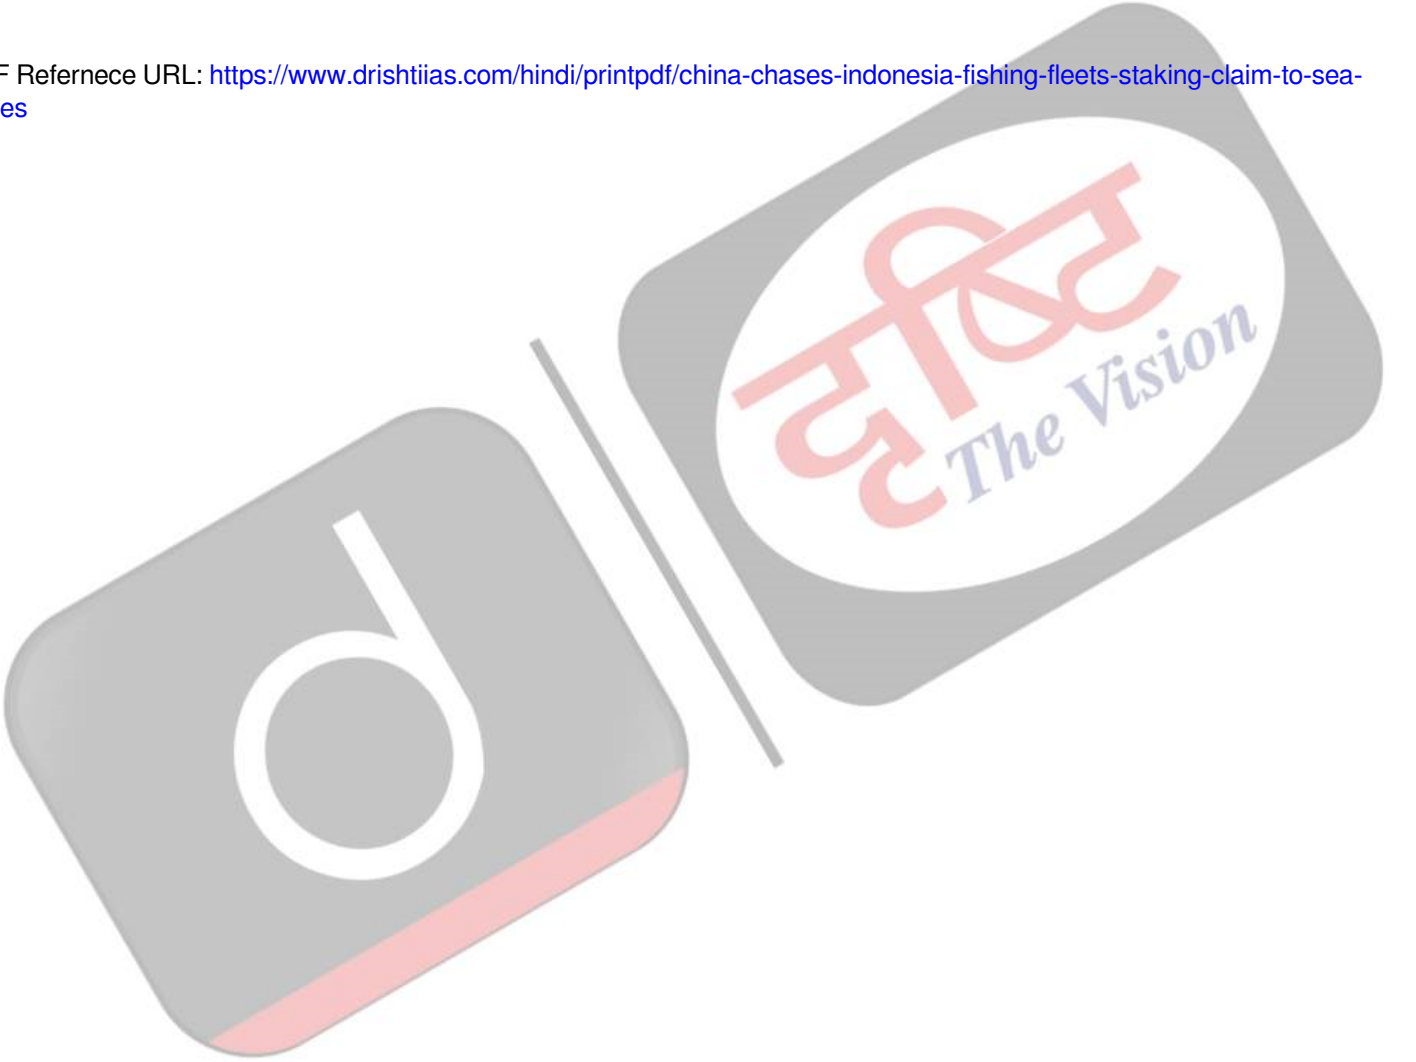 F Refernece URL: https://www.drishtiias.com/hindi/printpdf/china-chases-indonesia-fishing-fleets-staking-claim-to-sea-
es
दृष्टि
The Vision
d